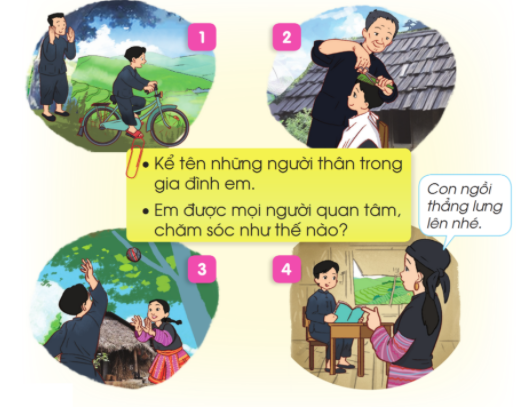 1
2
• Kể tên những người thân trong
gia đình em.
• Em được mọi người quan tâm,
chăm sóc như thế nào?
Con ngồi
thẳng lưng
lên nhé.
3
4